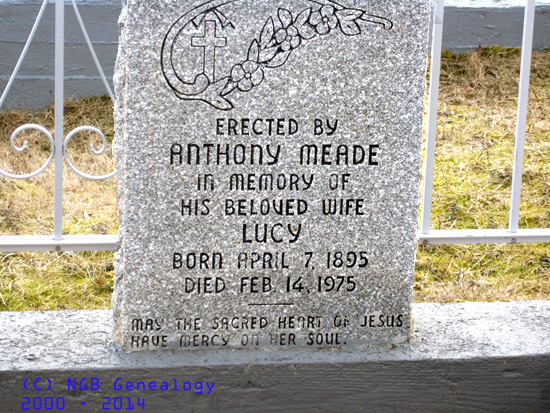 ERECTED BY
ANTHONY MEADE
IN MEMORY OF
HIS BELOVED WIFE
LUCY
BORN APRIL 7, 1895
DIED FEB. 14, 1975
MAY THE SACRED HEART OF JESUS
HAVE MERCY ON HER SOUL.
(C) NGB Genealogy
2000 - 2014